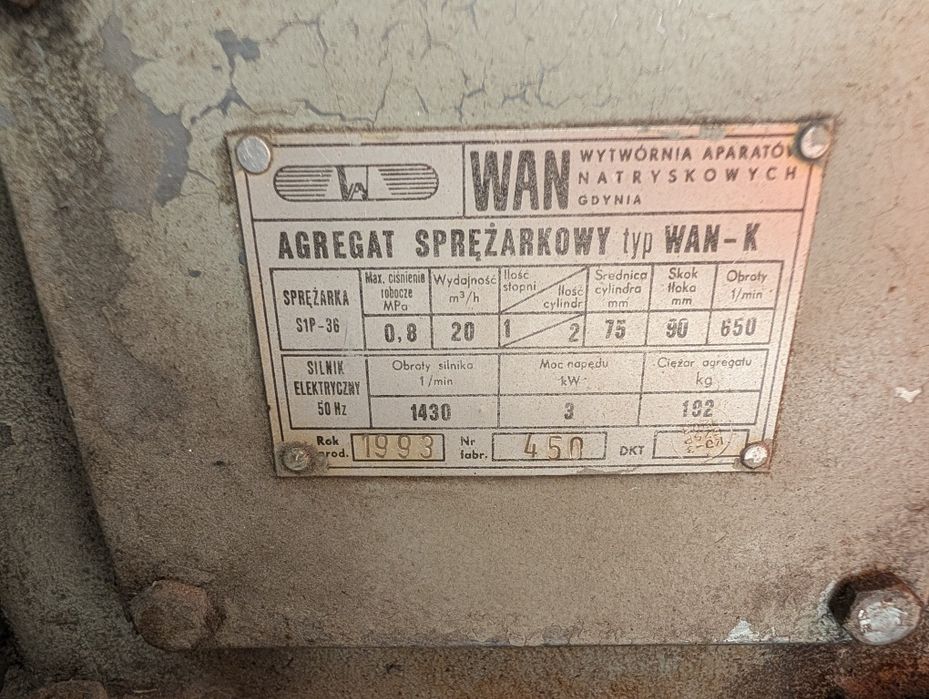 WAN WYTWÓRNIA APARATÓW
NATRYSKOWYCH
GDYNIA
AGREGAT SPRĘŻARKOWY typ WAN-K
SPRĘŻARKA
S1P-36
Max. ciśnienie
robocze
MPa
0,8
Wydajność
m³/h
20
Ilość
stopni
Ilość
cylindr
1
2
Średnica
cylindra
mm
75
Skok
tłoka
mm
90
Obroty
1/min
650
SILNIK
ELEKTRYCZNY
50 Hz
Obroty silnika
1/min
1430
Moc napędu
kW
3
Ciężar agregatu
kg
192
Rok
prod. 1993
Nr
fabr. 450
DKT